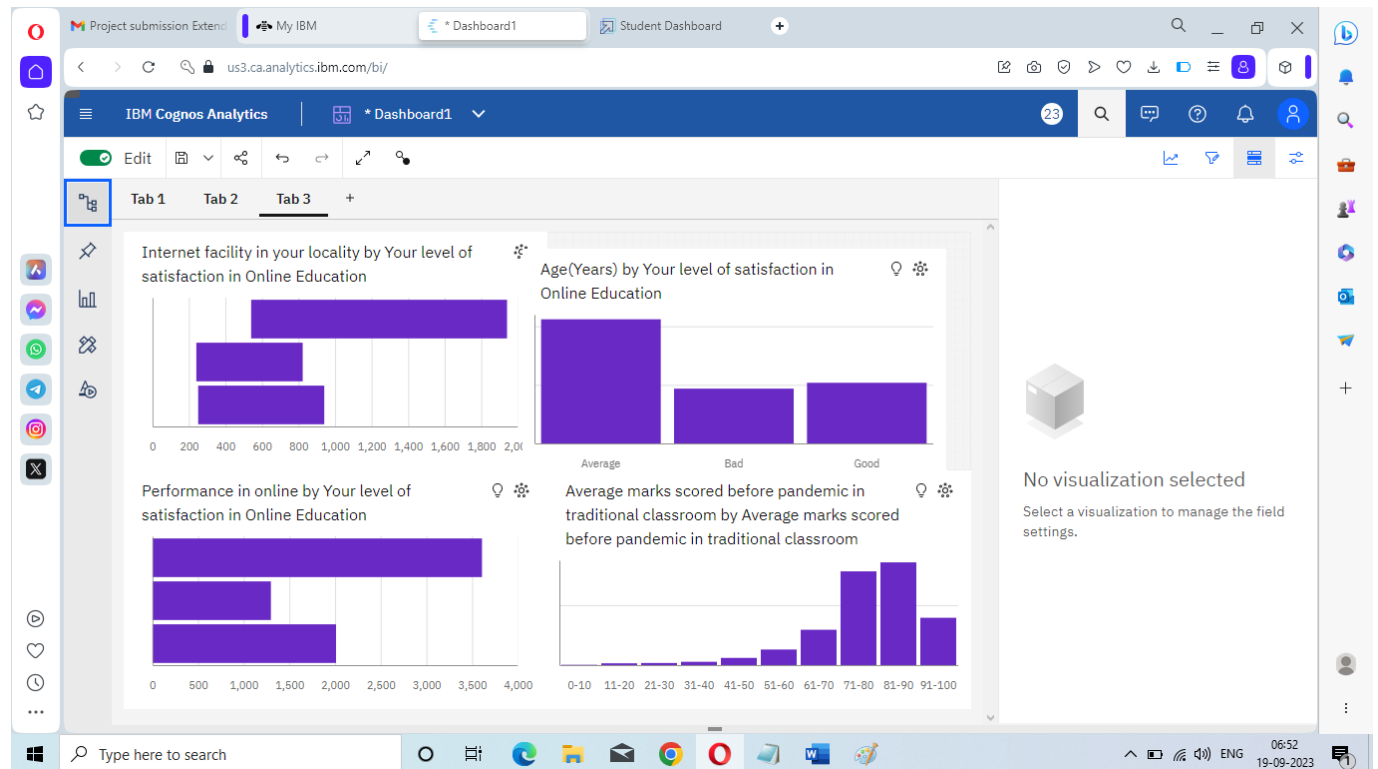 Project submission Extend
My IBM
* Dashboard1
Student Dashboard
us3.ca.analytics.ibm.com/bi/
IBM Cognos Analytics
* Dashboard1
23
Edit
Tab 1
Tab 2
Tab 3
Internet facility in your locality by Your level of
satisfaction in Online Education
0 200 400 600 800 1,000 1,200 1,400 1,600 1,800 2,00
Age(Years) by Your level of satisfaction in
Online Education
Average Bad Good
Performance in online by Your level of
satisfaction in Online Education
0 500 1,000 1,500 2,000 2,500 3,000 3,500 4,000
Average marks scored before pandemic in
traditional classroom by Average marks scored
before pandemic in traditional classroom
0-10 11-20 21-30 31-40 41-50 51-60 61-70 71-80 81-90 91-100
No visualization selected
Select a visualization to manage the field
settings.
Type here to search
ENG
06:52
19-09-2023
1